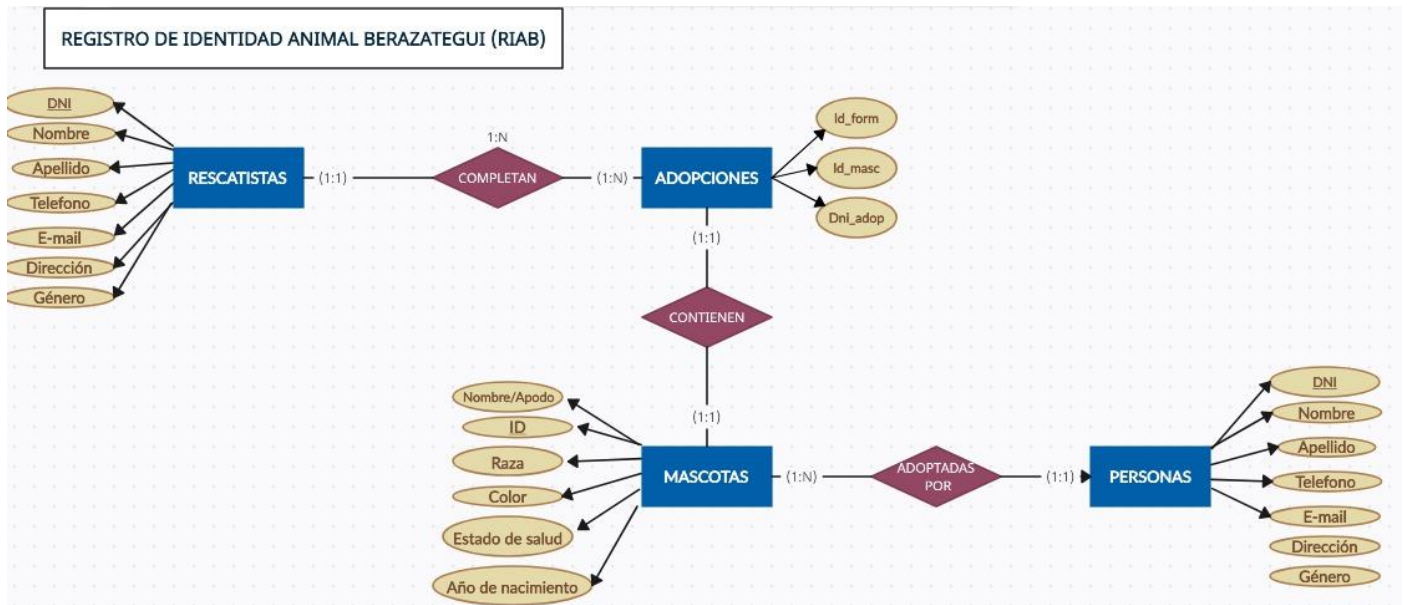 REGISTRO DE IDENTIDAD ANIMAL BERAZATEGUI (RIAB)
DNI
Nombre
Apellido
Telefono
E-mail
Dirección
Género
RESCATISTAS
(1:1)
1:N
COMPLETAN
(1:N)
ADOPCIONES
Id_form
Id_masc
Dni_adop
(1:1)
CONTIENEN
(1:1)
Nombre/Apodo
ID
Raza
Color
Estado de salud
Año de nacimiento
MASCOTAS
(1:N)
ADOPTADAS
POR
(1:1)
PERSONAS
DNI
Nombre
Apellido
Telefono
E-mail
Dirección
Género